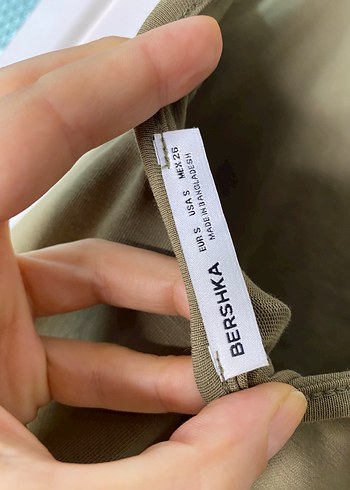 BERSHKA
EUR S USA S MEX 26
MADE IN BANGLADESH